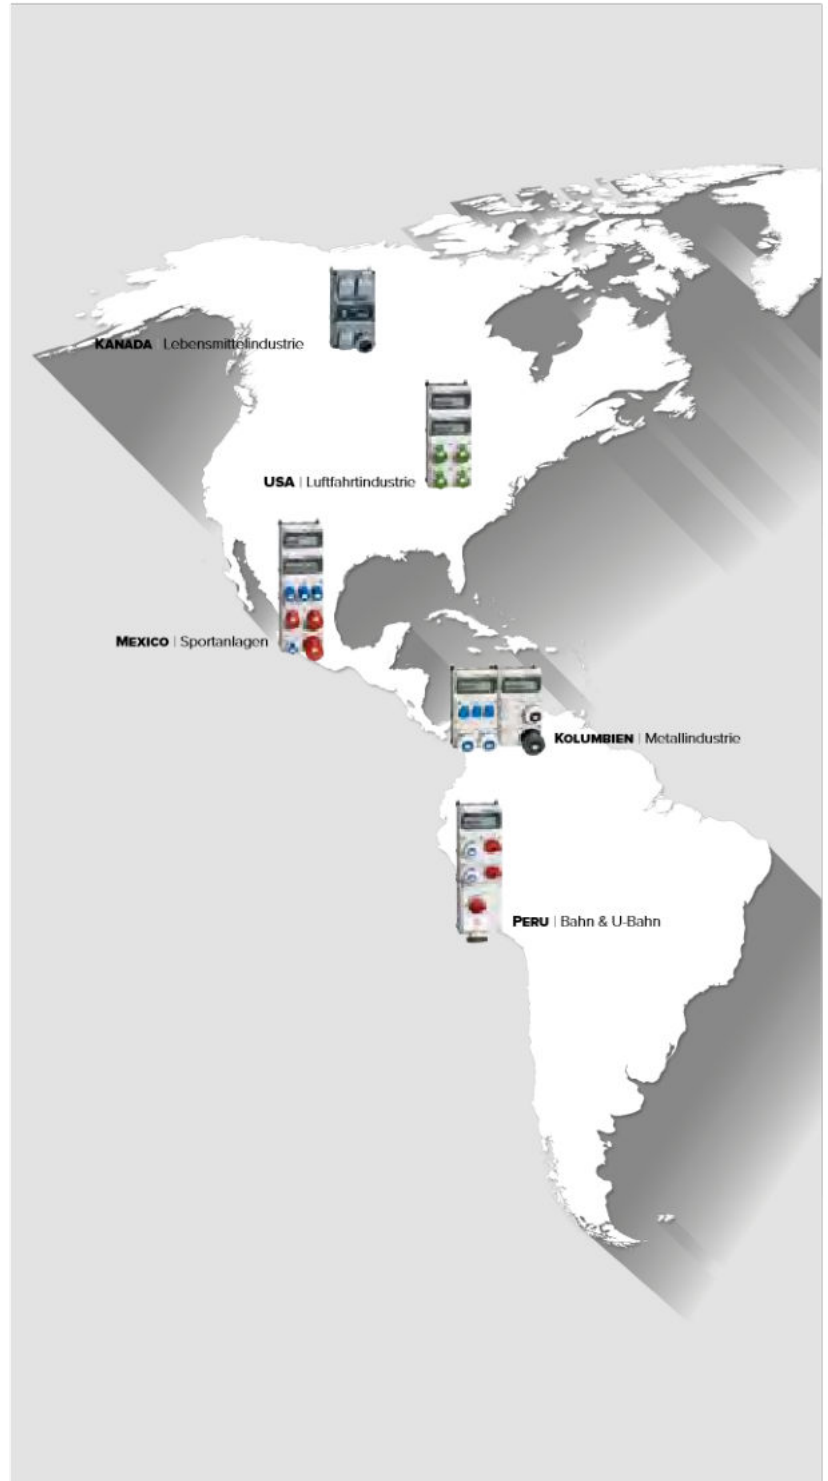 KANADA | Lebensmittelindustrie
USA | Luftfahrtindustrie
MEXICO | Sportanlagen
KOLUMBIEN | Metallindustrie
PERU | Bahn & U-Bahn